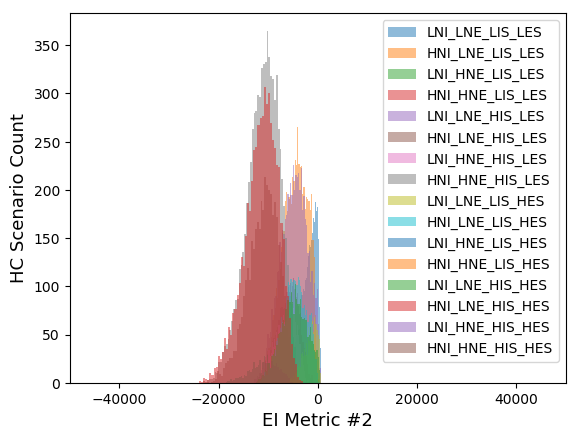 LNI_LNE_LIS_LES
HNI_LNE_LIS_LES
LNI_HNE_LIS_LES
HNI_HNE_LIS_LES
LNI_LNE_HIS_LES
HNI_LNE_HIS_LES
LNI_HNE_HIS_LES
HNI_HNE_HIS_LES
LNI_LNE_LIS_HES
HNI_LNE_LIS_HES
LNI_HNE_LIS_HES
HNI_HNE_LIS_HES
LNI_LNE_HIS_HES
HNI_LNE_HIS_HES
LNI_HNE_HIS_HES
HNI_HNE_HIS_HES
HC Scenario Count
350
300
250
200
150
100
50
0
−40000 −20000 0 20000 40000
EI Metric #2